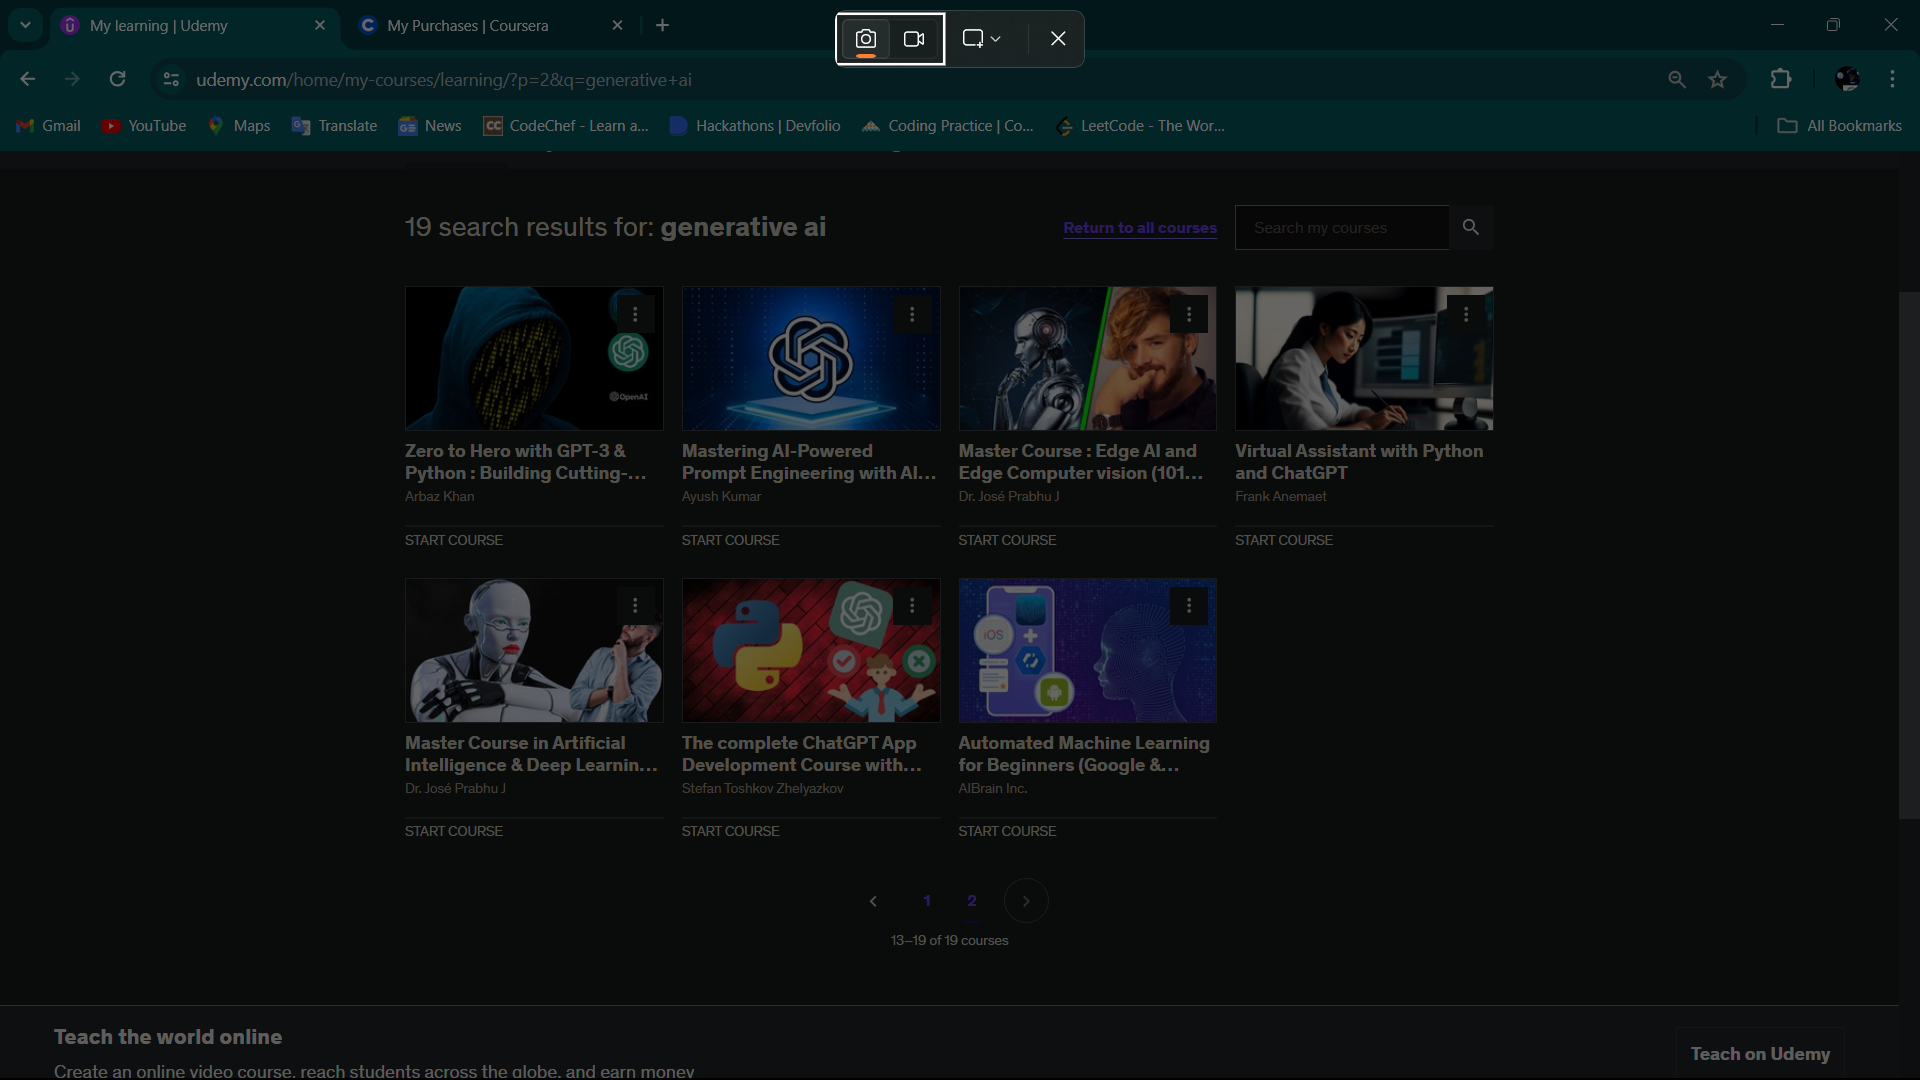 My learning | Udemy
My Purchases | Coursera
udemy.com/home/my-courses/learning/?p=2&q=generative+ai
Gmail
YouTube
Maps
Translate
News
CodeChef - Learn a...
Hackathons | Devfolio
Coding Practice | Co...
LeetCode - The Wor...
All Bookmarks
19 search results for: generative ai
Return to all courses
Search my courses
OpenAI
Zero to Hero with GPT-3 &
Python : Building Cutting-...
Arbaz Khan
START COURSE
Mastering AI-Powered
Prompt Engineering with AI...
Ayush Kumar
START COURSE
Master Course : Edge AI and
Edge Computer vision (101...
Dr. José Prabhu J
START COURSE
Virtual Assistant with Python
and ChatGPT
Frank Anemaet
START COURSE
iOS
Master Course in Artificial
Intelligence & Deep Learnin...
Dr. José Prabhu J
START COURSE
The complete ChatGPT App
Development Course with...
Stefan Toshkov Zhelyazkov
START COURSE
Automated Machine Learning
for Beginners (Google &...
AIBrain Inc.
START COURSE
1
2
13–19 of 19 courses
Teach the world online
Create an online video course, reach students across the globe, and earn money
Teach on Udemy